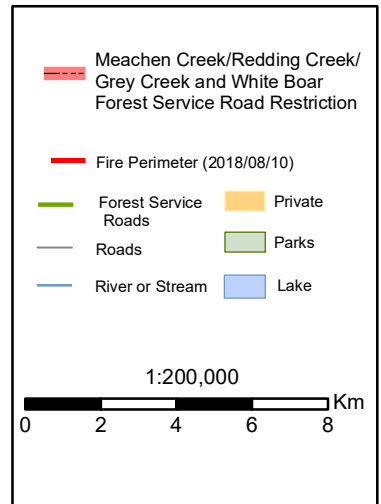 Meachen Creek/Redding Creek/
Grey Creek and White Boar
Forest Service Road Restriction
Fire Perimeter (2018/08/10)
Forest Service
Roads
Private
Roads
Parks
River or Stream
Lake
1:200,000
Km
0 2 4 6 8